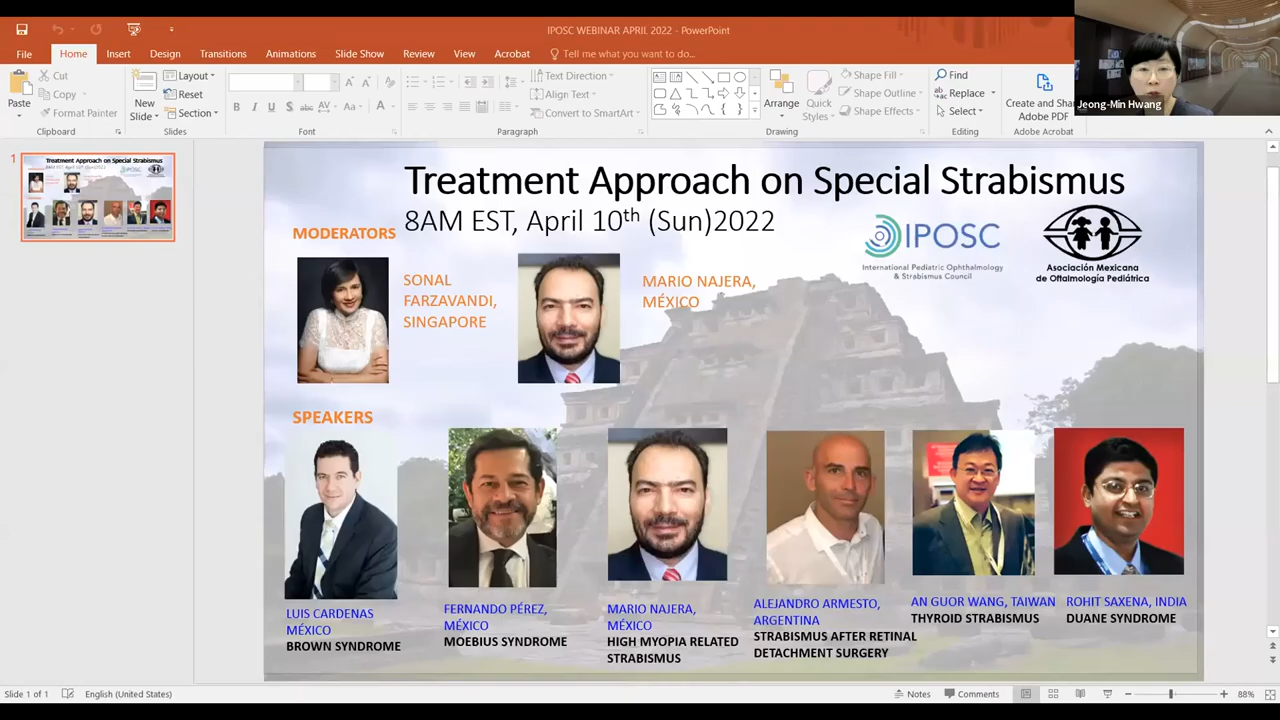 IPOSC WEBINAR APRIL 2022 - PowerPoint
File
Home
Insert
Design
Transitions
Animations
Slide Show
Review
View
Acrobat
Tell me what you want to do...
Paste
Cut
Copy
Format Painter
Clipboard
New
Slide
Layout
Reset
Section
Slides
B
I
U
S
abc
AV
Aa
A
Font
Text Direction
Align Text
Convert to SmartArt
Paragraph
Arrange
Quick
Styles
Shape Fill
Shape Outline
Shape Effects
Drawing
Find
Replace
Select
Editing
Create and Sha
Adobe PDF
Adobe Acrobat
Jeong-Min Hwang
1
Treatment Approach on Special Strabismus
8AM EST, April 10th (Sun)2022
MODERATORS
SONAL
FARZAVANDI,
SINGAPORE
MARIO NAJERA,
MÉXICO
IPOSC
International Pediatric Ophthalmology
& Strabismus Council
Asociación Mexicana
de Oftalmología Pediátrica
SPEAKERS
LUIS CARDENAS
MÉXICO
BROWN SYNDROME
FERNANDO PÉREZ,
MÉXICO
MOEBIUS SYNDROME
MARIO NAJERA,
MÉXICO
HIGH MYOPIA RELATED
STRABISMUS
ALEJANDRO ARMESTO,
ARGENTINA
STRABISMUS AFTER RETINAL
DETACHMENT SURGERY
AN GUOR WANG, TAIWAN
THYROID STRABISMUS
ROHIT SAXENA, INDIA
DUANE SYNDROME
Slide 1 of 1
English (United States)
Notes
Comments
88%